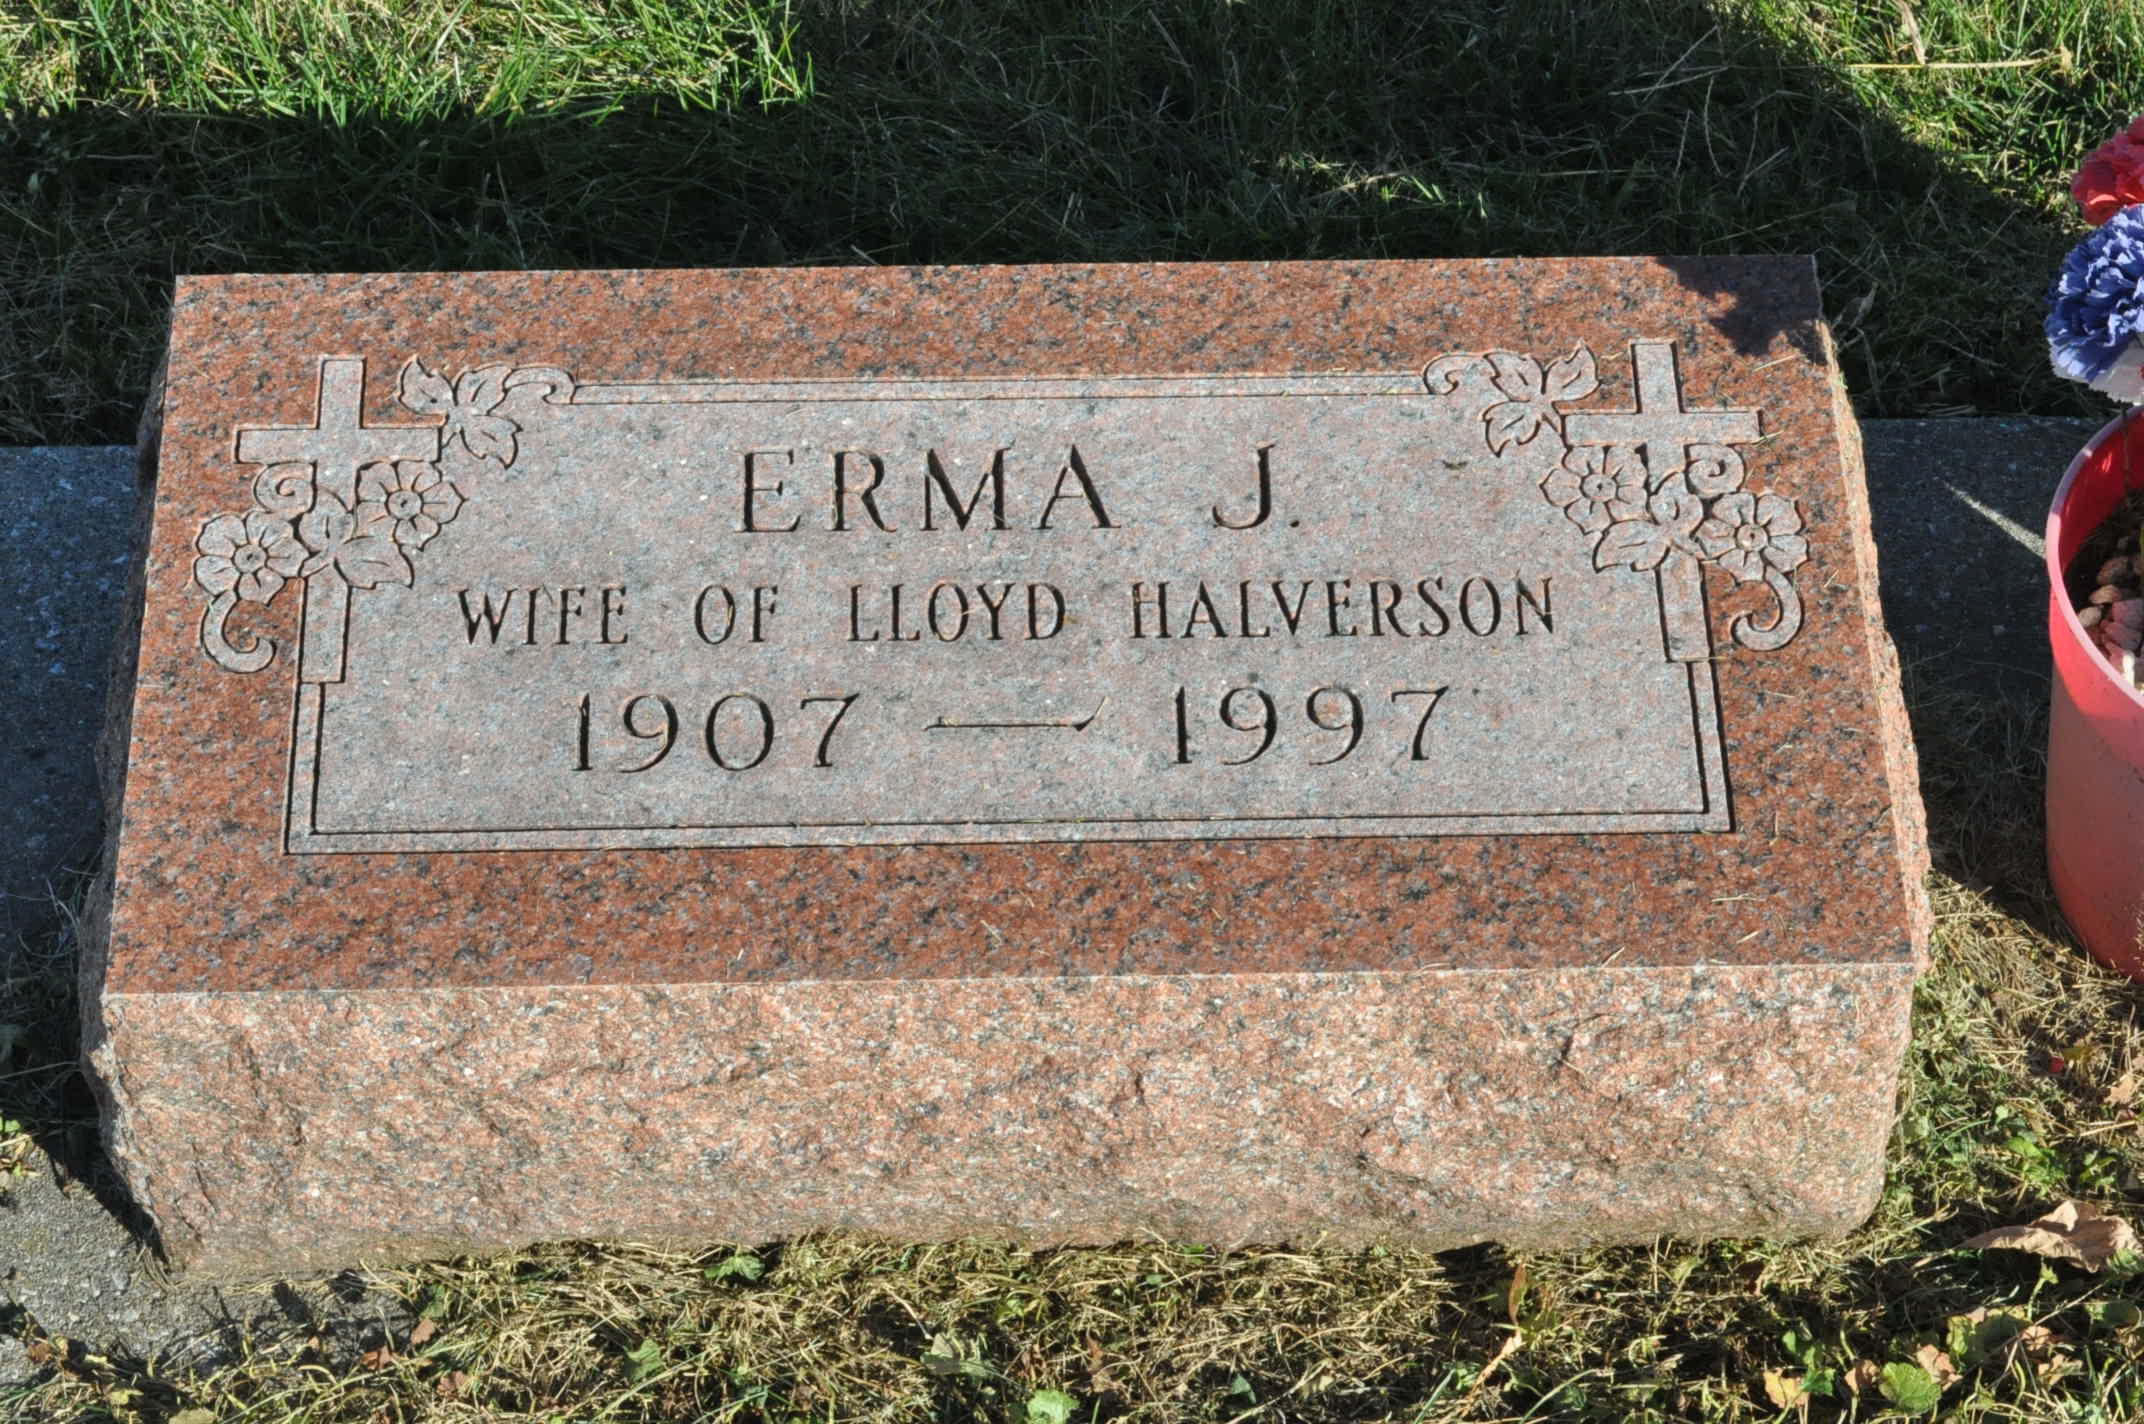 ERMA J.
WIFE OF LLOYD HALVERSON
1907 — 1997